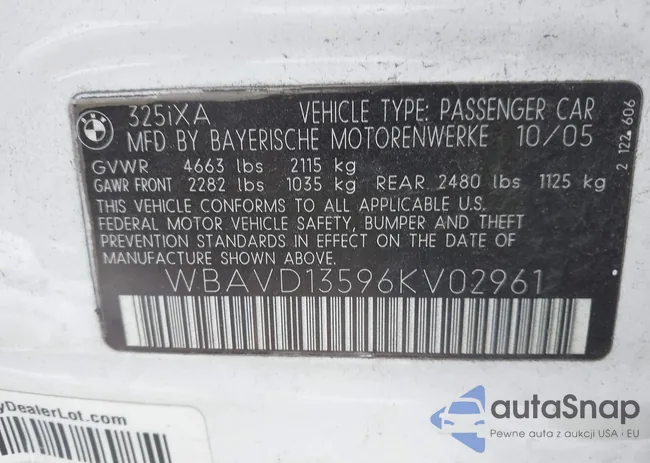 BMW
325iXA VEHICLE TYPE: PASSENGER CAR
MFD BY BAYERISCHE MOTORENWERKE 10/05
GVWR 4663 lbs 2115 kg
GAWR FRONT 2282 lbs 1035 kg REAR 2480 lbs 1125 kg
THIS VEHICLE CONFORMS TO ALL APPLICABLE U.S.
FEDERAL MOTOR VEHICLE SAFETY, BUMPER AND THEFT
PREVENTION STANDARDS IN EFFECT ON THE DATE OF
MANUFACTURE SHOWN ABOVE
WBAVD13596KV02961
2 122 606
yDealerLot.com
autaSnap
Pewne auta z aukcji USA i EU